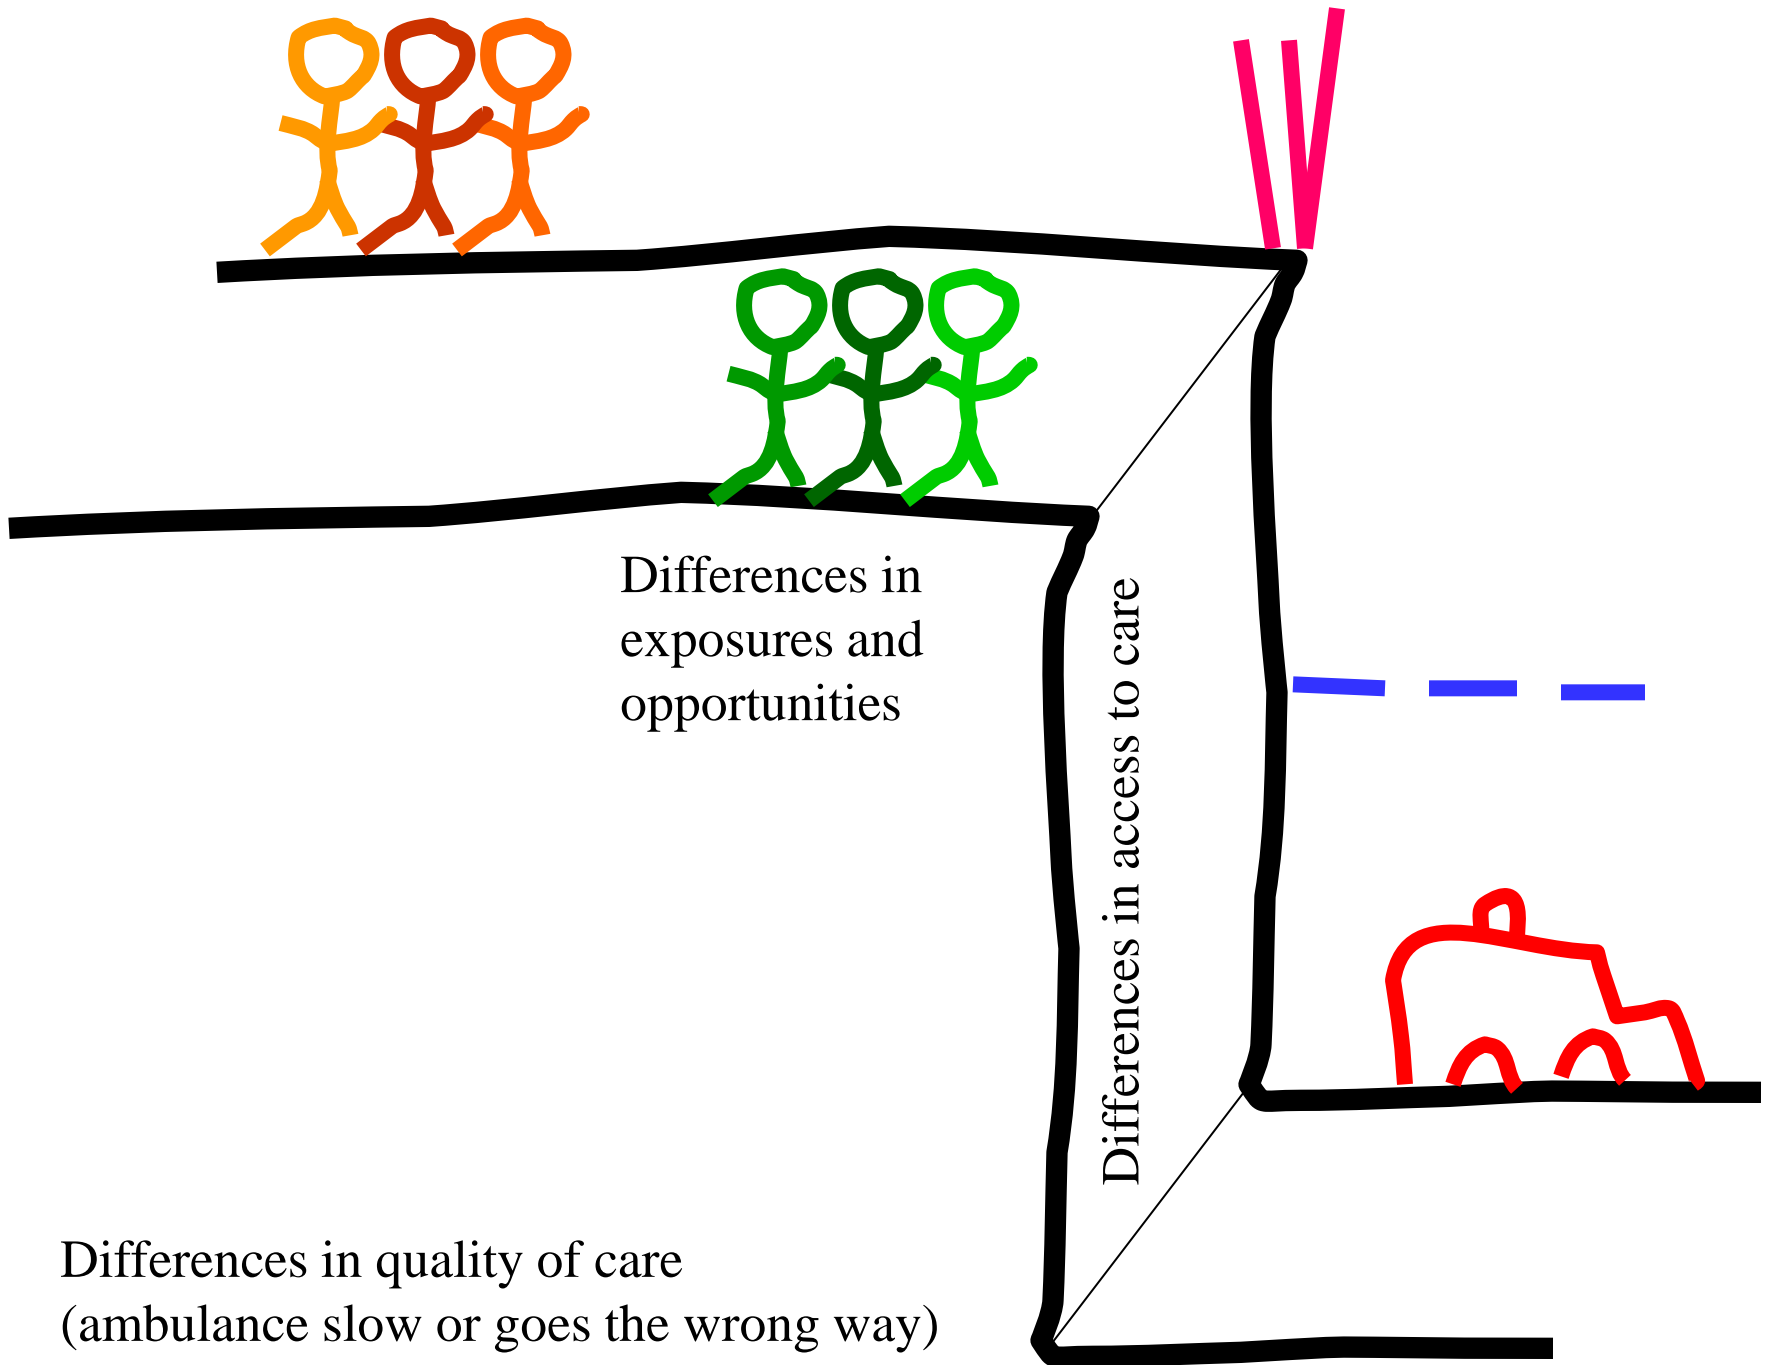 Differences in
exposures and
opportunities
Differences in access to care
Differences in quality of care
(ambulance slow or goes the wrong way)